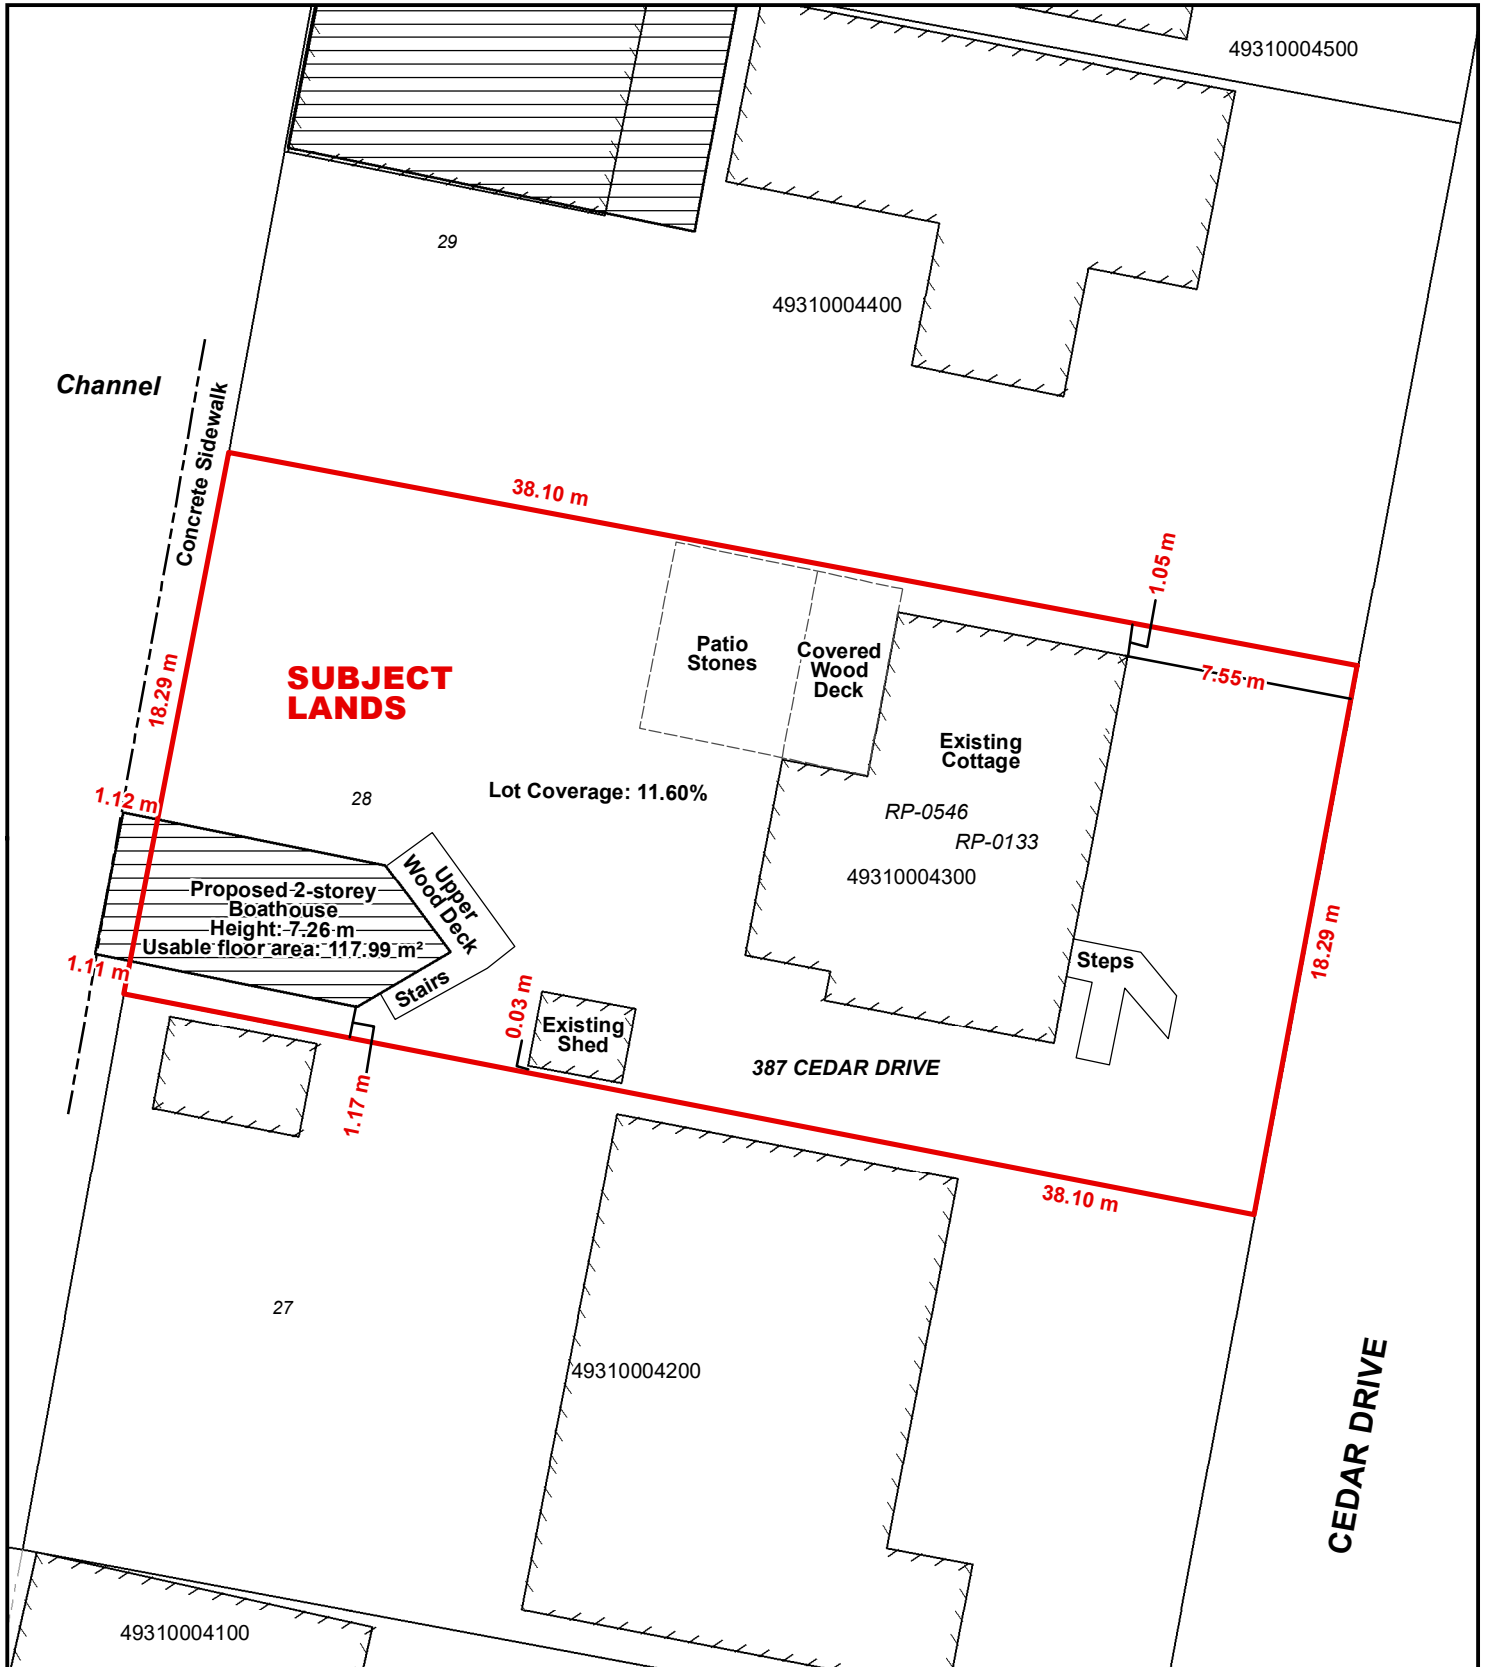 49310004500
29
49310004400
Channel
Concrete Sidewalk
38.10 m
1.05 m
Patio
Stones
Covered
Wood
Deck
7.55 m
18.29 m
SUBJECT
LANDS
Existing
Cottage
Lot Coverage: 11.60%
28
1.12 m
RP-0546
RP-0133
49310004300
Upper
Wood Deck
Proposed 2-storey
Boathouse
Height: 7.26 m
Usable floor area: 117.99 m²
1.11 m
Stairs
Steps
18.29 m
0.03 m
Existing
Shed
387 CEDAR DRIVE
1.17 m
38.10 m
27
49310004200
CEDAR DRIVE
49310004100